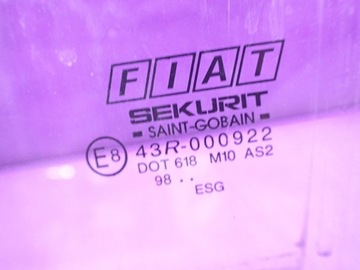 FIAT
SEKURIT
SAINT-GOBAIN
E8 43R-000922
DOT 618 M10 AS2
98 . .
ESG